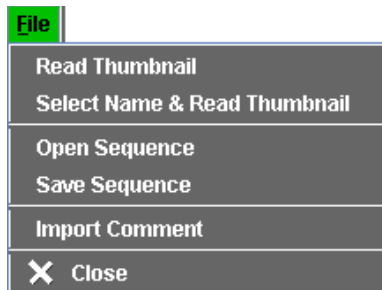 File
Read Thumbnail
Select Name & Read Thumbnail
Open Sequence
Save Sequence
Import Comment
Close